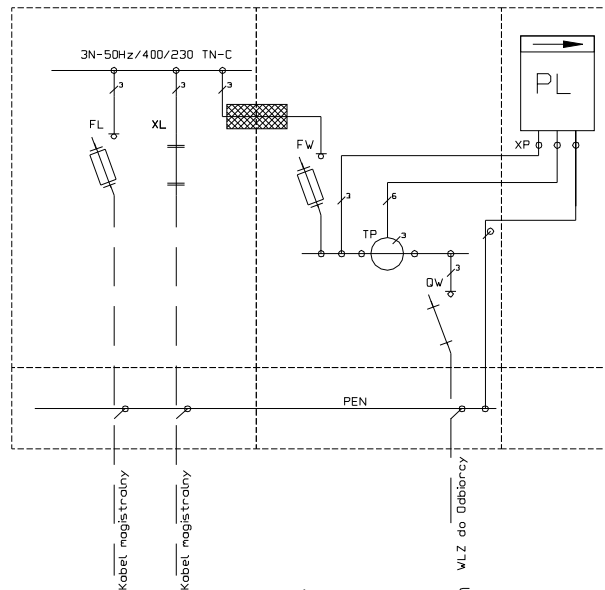 3N-50Hz/400/230 TN-C
3
3
3
FL
XL
FW
PL
XP
3
6
TP
3
3
QW
PEN
Kabel magistralny
Kabel magistralny
WLZ do Odbiorcy